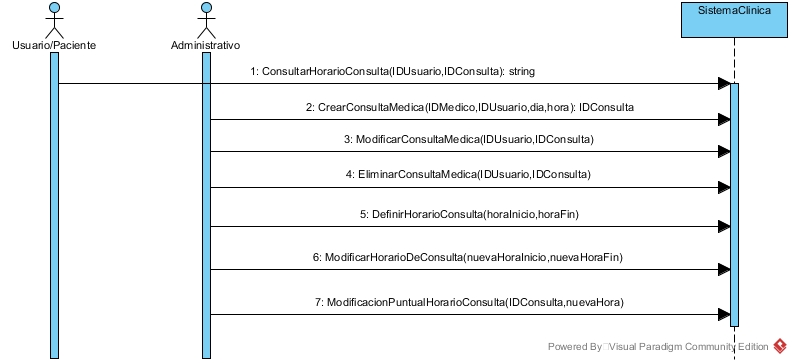 SistemaClinica
Usuario/Paciente
Administrativo
1: ConsultarHorarioConsulta(IDUsuario,IDConsulta): string
2: CrearConsultaMedica(IDMedico,IDUsuario,dia,hora): IDConsulta
3: ModificarConsultaMedica(IDUsuario,IDConsulta)
4: EliminarConsultaMedica(IDUsuario,IDConsulta)
5: DefinirHorarioConsulta(horaInicio,horaFin)
6: ModificarHorarioDeConsulta(nuevaHoraInicio,nuevaHoraFin)
7: ModificacionPuntualHorarioConsulta(IDConsulta,nuevaHora)
Powered By Visual Paradigm Community Edition